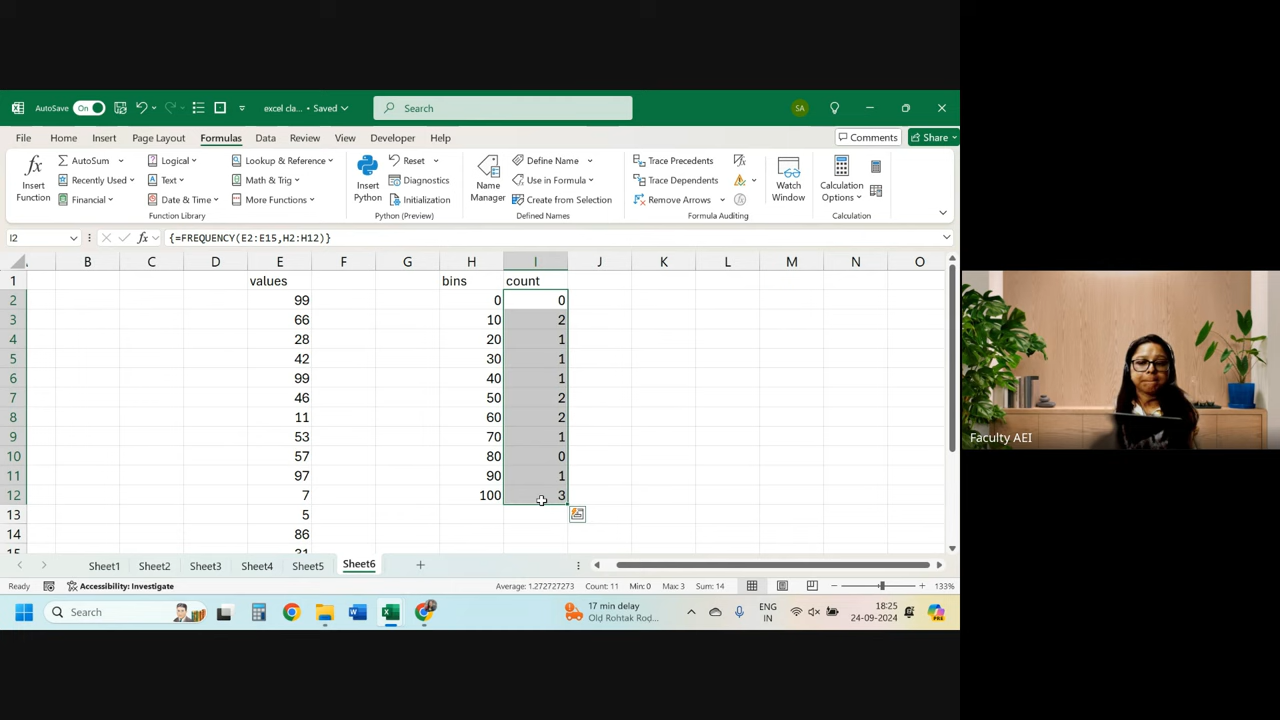 AutoSave On excel cla... • Saved Search SA
File Home Insert Page Layout Formulas Data Review View Developer Help Comments Share
AutoSum Logical Lookup & Reference Reset Define Name Trace Precedents
Recently Used Text Math & Trig Diagnostics Use in Formula Trace Dependents
Financial Date & Time More Functions Initialization Create from Selection Remove Arrows
Insert Function
Insert Python
Name Manager
Watch Window
Calculation Options
Function Library Python (Preview) Defined Names Formula Auditing Calculation
I2 fx {=FREQUENCY(E2:E15,H2:H12)}
B C D E F G H I J K L M N O
1 values bins count
2 99 0 0
3 66 10 2
4 28 20 1
5 42 30 1
6 99 40 1
7 46 50 2
8 11 60 2
9 53 70 1
10 57 80 0
11 97 90 1
12 7 100 3
13 5
14 86
15 31
Sheet1 Sheet2 Sheet3 Sheet4 Sheet5 Sheet6
Ready Accessibility: Investigate Average: 1.272727273 Count: 11 Min: 0 Max: 3 Sum: 14 133%
Search 17 min delay ENG 18:25
Old Rohtak Roa... IN 24-09-2024
Faculty AEI